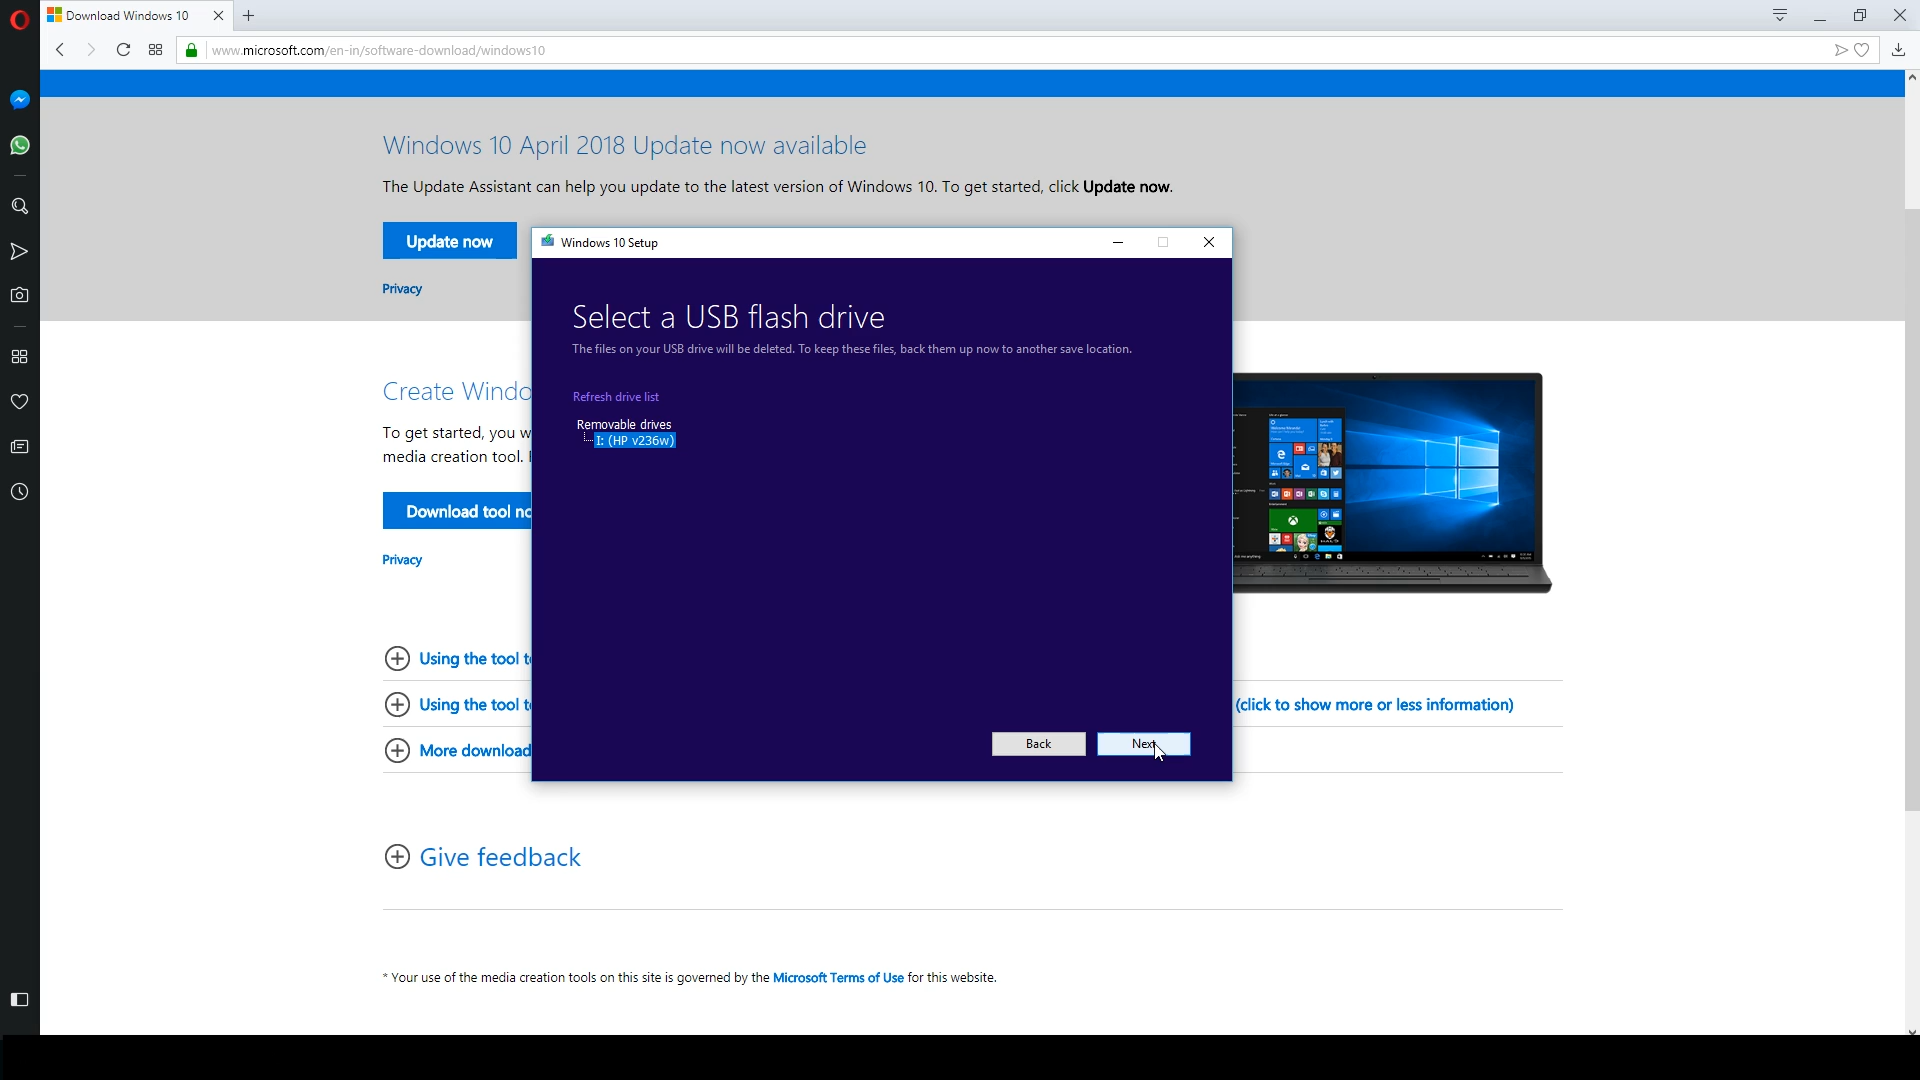 Download Windows 10
www.microsoft.com/en-in/software-download/windows10
Windows 10 April 2018 Update now available
The Update Assistant can help you update to the latest version of Windows 10. To get started, click Update now.
Update now
Privacy
Windows 10 Setup
Select a USB flash drive
The files on your USB drive will be deleted. To keep these files, back them up now to another save location.
Refresh drive list
Removable drives
I: (HP v236w)
Back
Next
Create Windo
To get started, you w
media creation tool.
Download tool no
Privacy
Using the tool t
Using the tool t
(click to show more or less information)
More download
Give feedback
* Your use of the media creation tools on this site is governed by the Microsoft Terms of Use for this website.